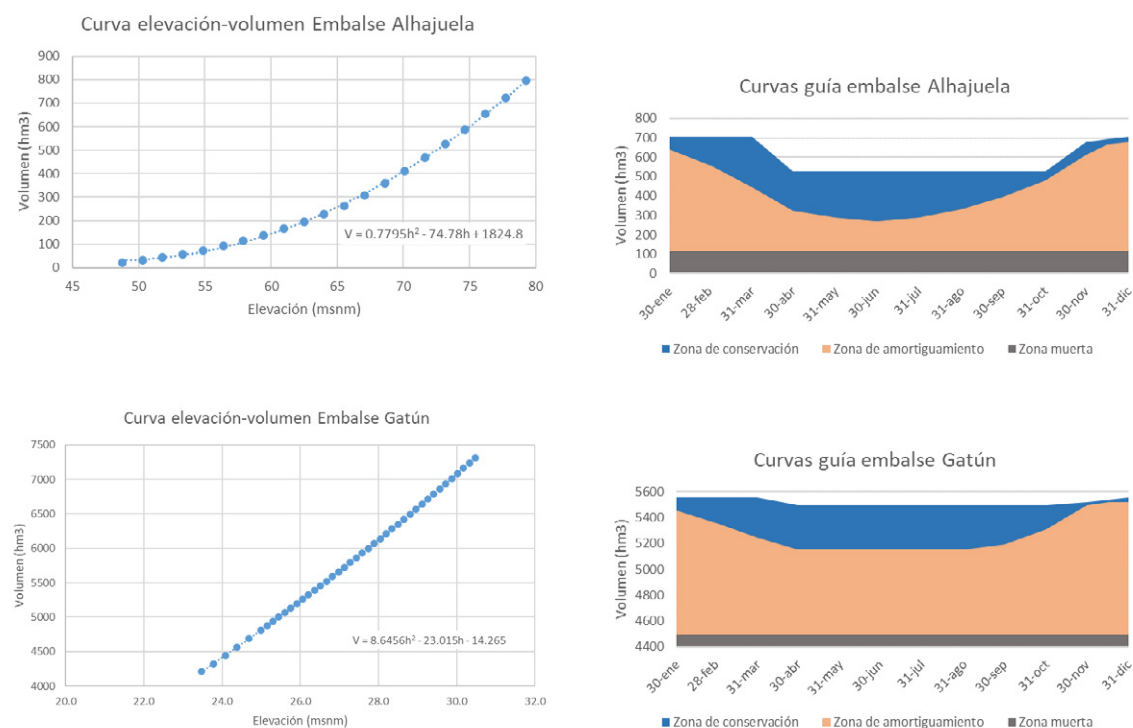 Curva elevación-volumen Embalse Alhajuela
900
800
700
600
500
400
300
200
100
0
Volumen (hm3)
V = 0.7795h² - 74.78h + 1824.8
45 50 55 60 65 70 75 80
Elevación (msnm)
Curvas guía embalse Alhajuela
800
700
600
500
400
300
200
100
0
Volumen (hm3)
30-ene 28-feb 31-mar 30-abr 31-may 30-jun 31-jul 31-ago 30-sep 31-oct 30-nov 31-dic
Zona de conservación Zona de amortiguamiento Zona muerta
Curva elevación-volumen Embalse Gatún
7500
7000
6500
6000
5500
5000
4500
4000
Volumen (hm3)
V = 8.6456h² - 23.015h - 14.265
20.0 22.0 24.0 26.0 28.0 30.0 32.0
Elevación (msnm)
Curvas guía embalse Gatún
5600
5400
5200
5000
4800
4600
4400
Volumen (hm3)
30-ene 28-feb 31-mar 30-abr 31-may 30-jun 31-jul 31-ago 30-sep 31-oct 30-nov 31-dic
Zona de conservación Zona de amortiguamiento Zona muerta